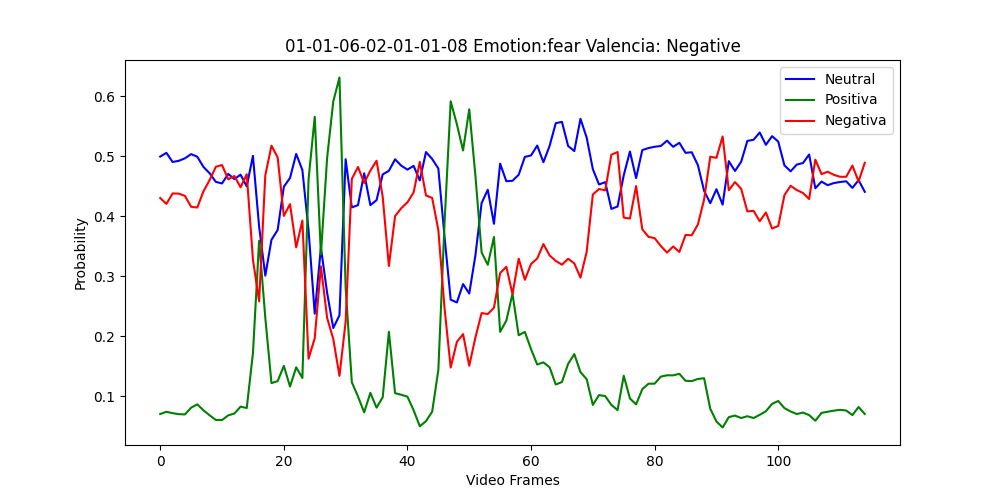 01-01-06-02-01-01-08 Emotion:fear Valencia: Negative
Neutral
Positiva
Negativa
Probability
0.6
0.5
0.4
0.3
0.2
0.1
0 20 40 60 80 100
Video Frames